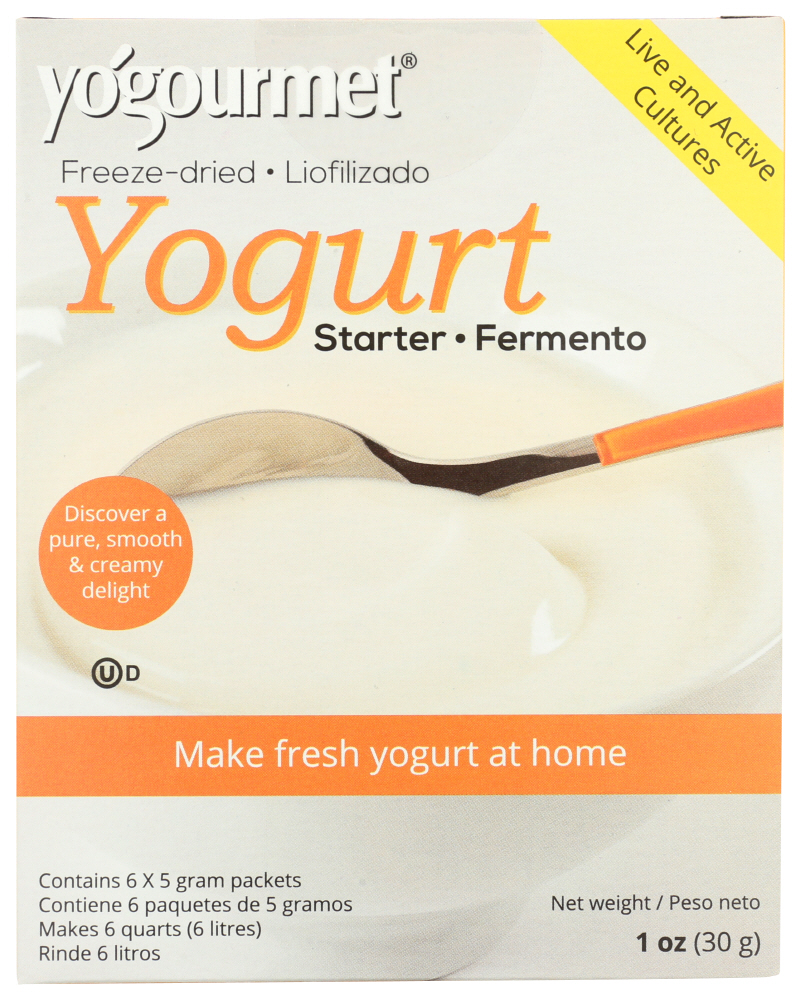 yógourmet®
Live and Active
Cultures
Freeze-dried • Liofilizado
Yogurt
Starter • Fermento
Discover a
pure, smooth
& creamy
delight
U D
Make fresh yogurt at home
Contains 6 X 5 gram packets
Contiene 6 paquetes de 5 gramos
Makes 6 quarts (6 litres)
Rinde 6 litros
Net weight / Peso neto
1 oz (30 g)